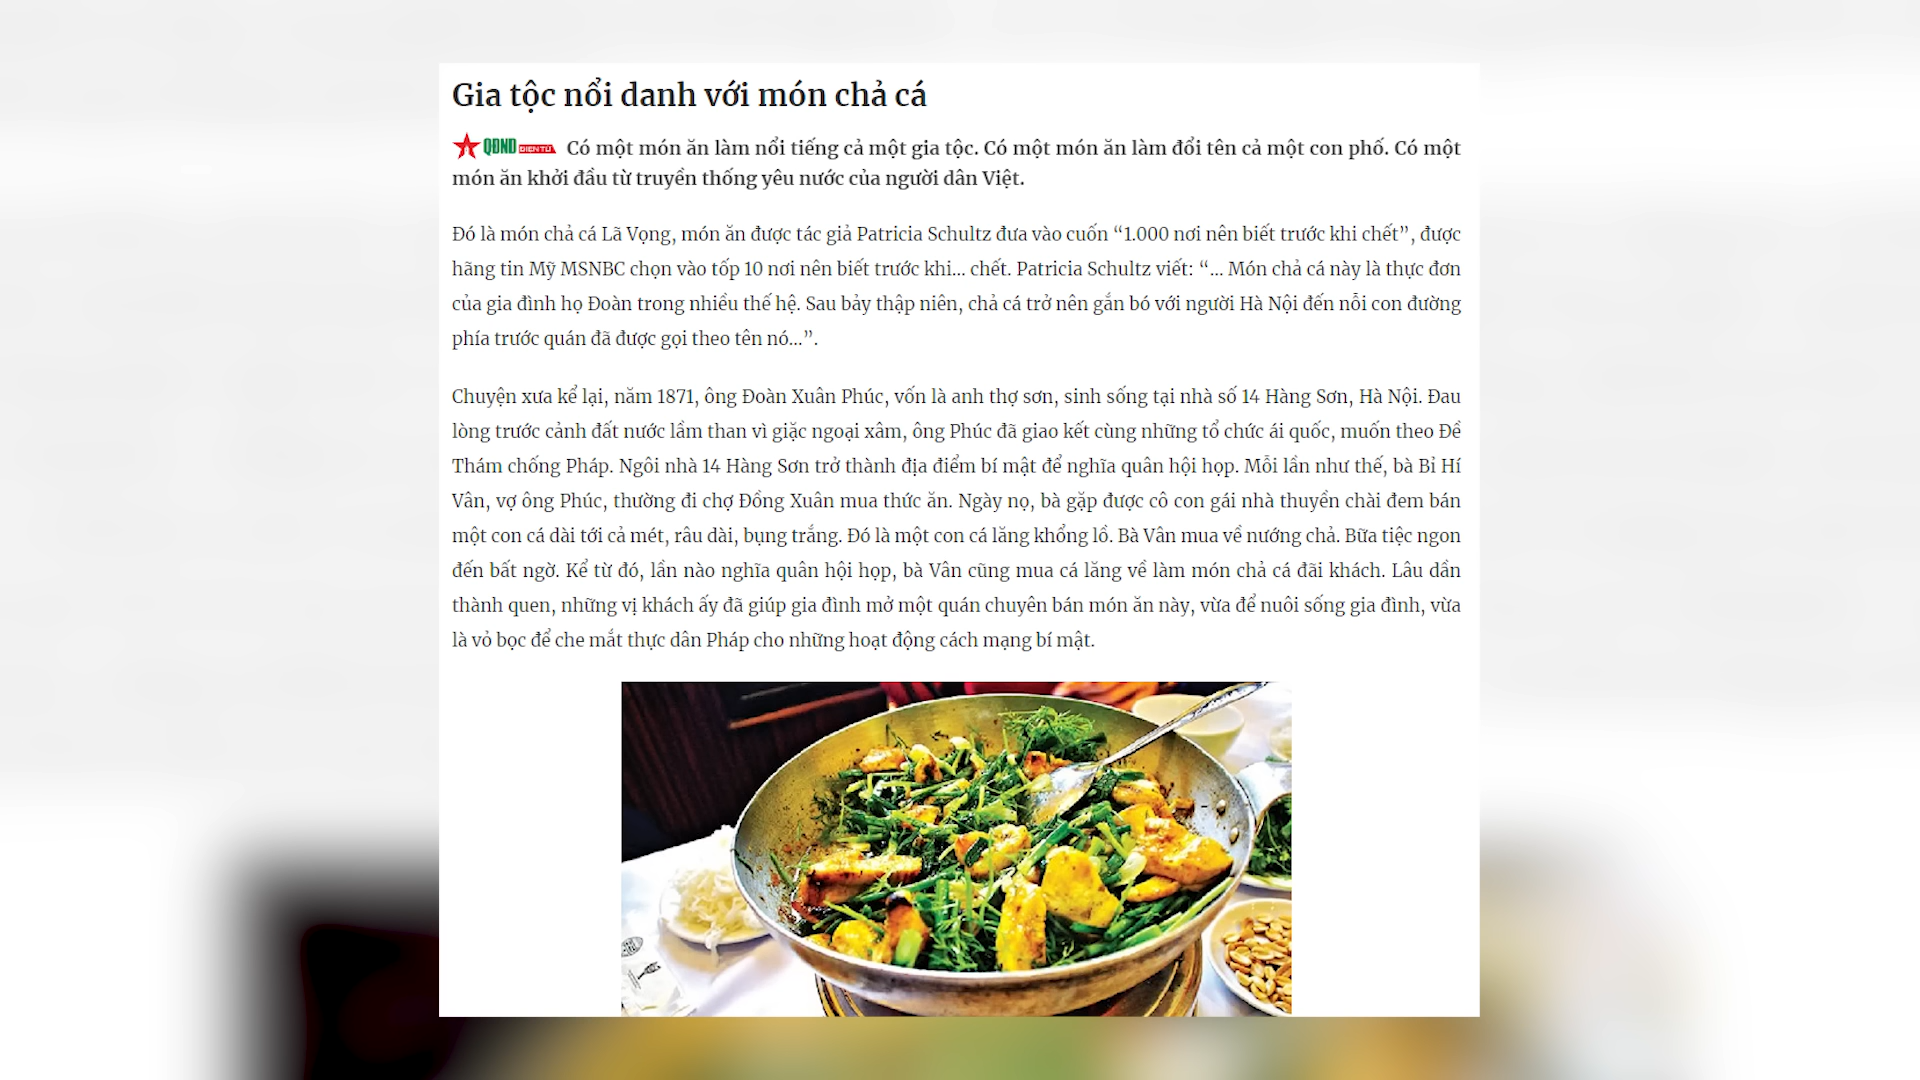 Gia tộc nổi danh với món chả cá
QĐND ĐIỆN TỬ Có một món ăn làm nổi tiếng cả một gia tộc. Có một món ăn làm đổi tên cả một con phố. Có một
món ăn khởi đầu từ truyền thống yêu nước của người dân Việt.
Đó là món chả cá Lã Vọng, món ăn được tác giả Patricia Schultz đưa vào cuốn “1.000 nơi nên biết trước khi chết”, được
hãng tin Mỹ MSNBC chọn vào tốp 10 nơi nên biết trước khi... chết. Patricia Schultz viết: “... Món chả cá này là thực đơn
của gia đình họ Đoàn trong nhiều thế hệ. Sau bảy thập niên, chả cá trở nên gắn bó với người Hà Nội đến nỗi con đường
phía trước quán đã được gọi theo tên nó...”.
Chuyện xưa kể lại, năm 1871, ông Đoàn Xuân Phúc, vốn là anh thợ sơn, sinh sống tại nhà số 14 Hàng Sơn, Hà Nội. Đau
lòng trước cảnh đất nước lầm than vì giặc ngoại xâm, ông Phúc đã giao kết cùng những tổ chức ái quốc, muốn theo Đề
Thám chống Pháp. Ngôi nhà 14 Hàng Sơn trở thành địa điểm bí mật để nghĩa quân hội họp. Mỗi lần như thế, bà Bỉ Hí
Vân, vợ ông Phúc, thường đi chợ Đồng Xuân mua thức ăn. Ngày nọ, bà gặp được cô con gái nhà thuyền chài đem bán
một con cá dài tới cả mét, râu dài, bụng trắng. Đó là một con cá lăng khổng lồ. Bà Vân mua về nướng chả. Bữa tiệc ngon
đến bất ngờ. Kể từ đó, lần nào nghĩa quân hội họp, bà Vân cũng mua cá lăng về làm món chả cá đãi khách. Lâu dần
thành quen, những vị khách ấy đã giúp gia đình mở một quán chuyên bán món ăn này, vừa để nuôi sống gia đình, vừa
là vỏ bọc để che mắt thực dân Pháp cho những hoạt động cách mạng bí mật.